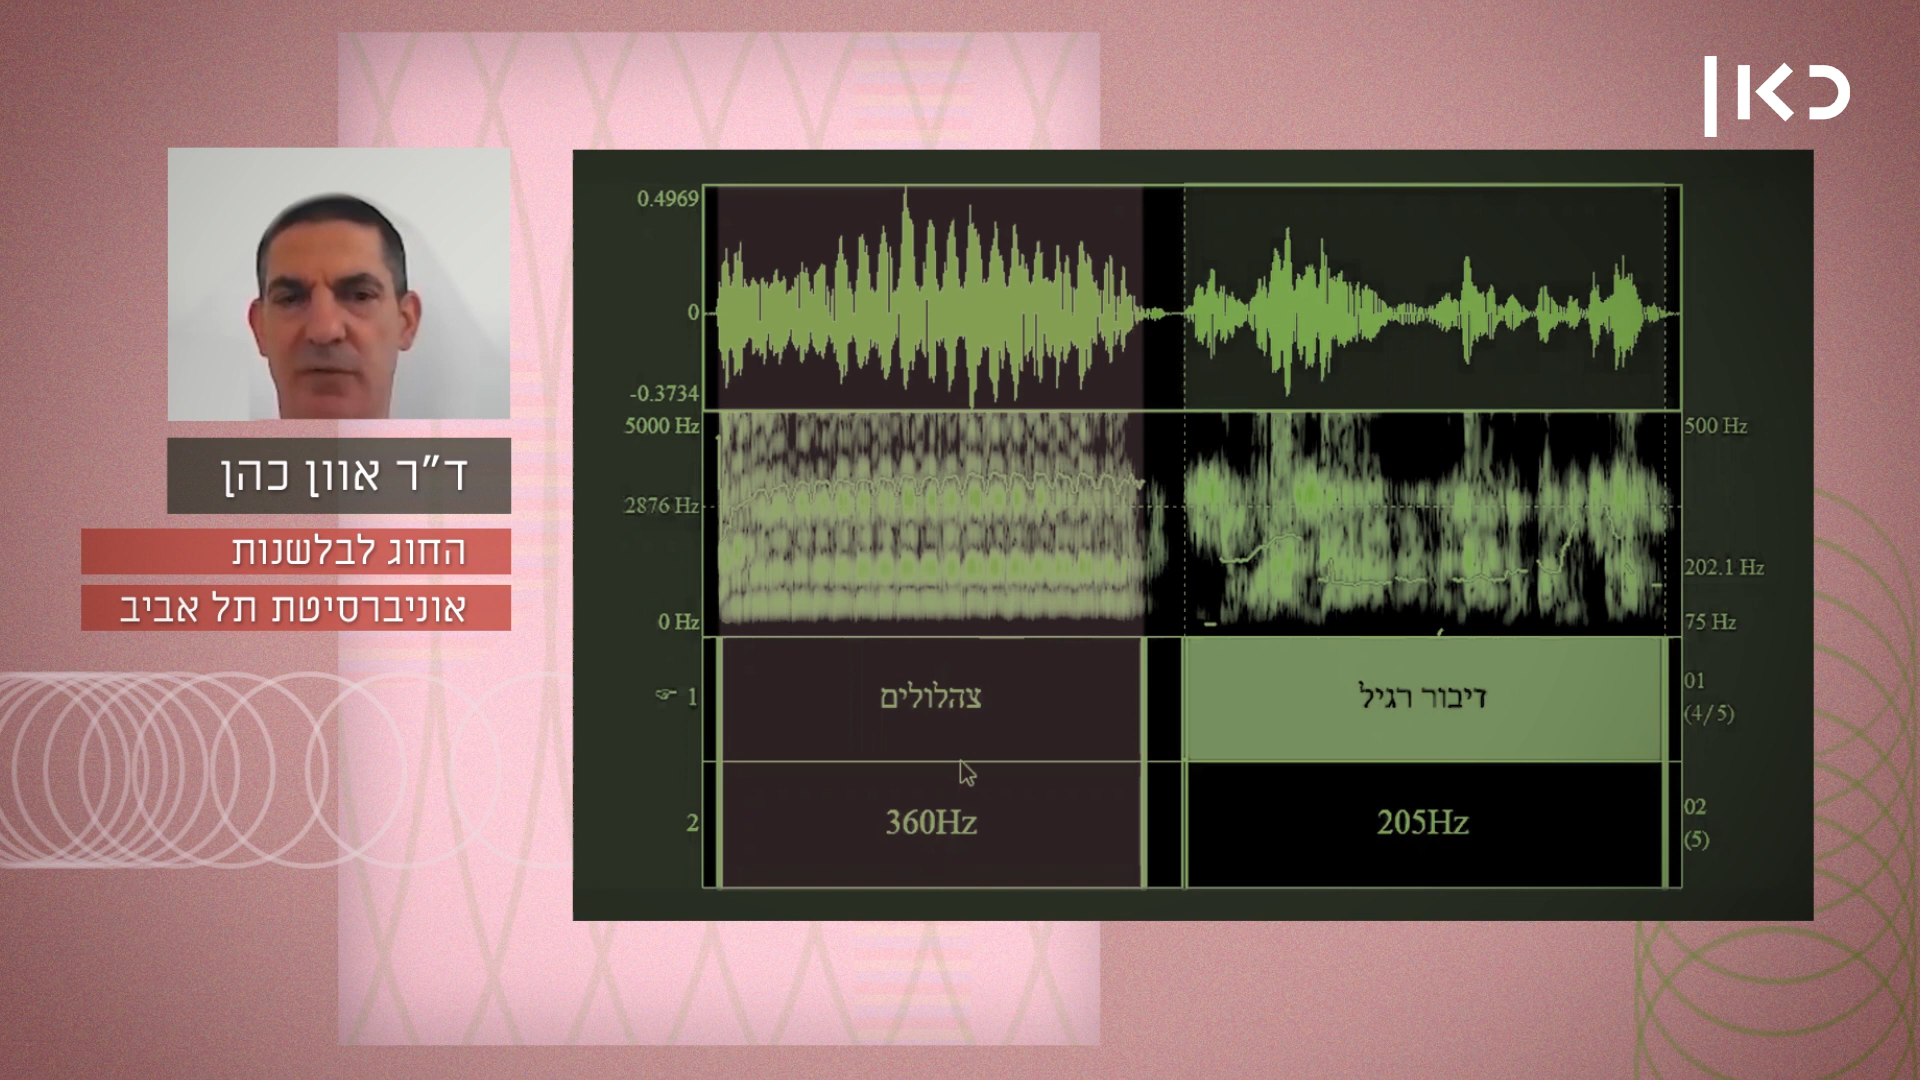 כאן
ד"ר אוון כהן
החוג לבלשנות
אוניברסיטת תל אביב
0.4969
0
-0.3734
5000 Hz
500 Hz
2876 Hz
202.1 Hz
0 Hz
75 Hz
☞ 1
צהלולים
דיבור רגיל
01
(4/5)
2
360Hz
205Hz
02
(5)